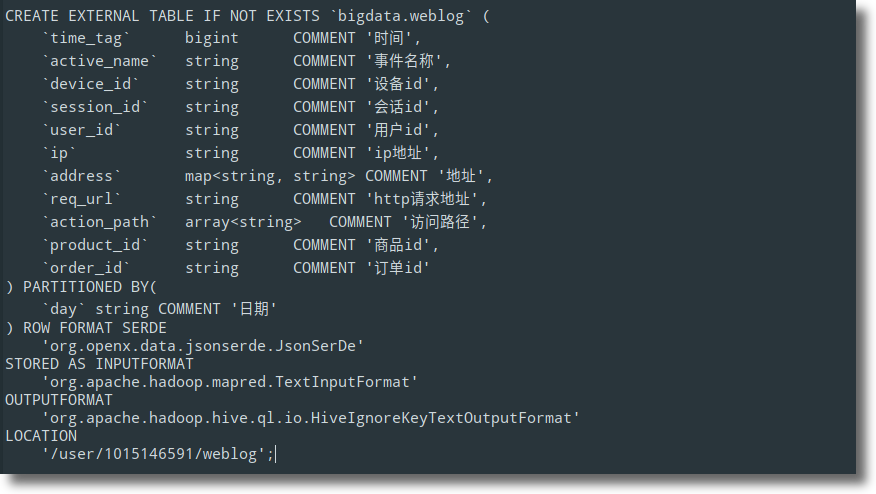 CREATE EXTERNAL TABLE IF NOT EXISTS `bigdata.weblog` (
    `time_tag`      bigint      COMMENT '时间',
    `active_name`   string      COMMENT '事件名称',
    `device_id`     string      COMMENT '设备id',
    `session_id`    string      COMMENT '会话id',
    `user_id`       string      COMMENT '用户id',
    `ip`            string      COMMENT 'ip地址',
    `address`       map<string, string> COMMENT '地址',
    `req_url`       string      COMMENT 'http请求地址',
    `action_path`   array<string>   COMMENT '访问路径',
    `product_id`    string      COMMENT '商品id',
    `order_id`      string      COMMENT '订单id'
) PARTITIONED BY(
    `day` string COMMENT '日期'
) ROW FORMAT SERDE
    'org.openx.data.jsonserde.JsonSerDe'
STORED AS INPUTFORMAT
    'org.apache.hadoop.mapred.TextInputFormat'
OUTPUTFORMAT
    'org.apache.hadoop.hive.ql.io.HiveIgnoreKeyTextOutputFormat'
LOCATION
    '/user/1015146591/weblog';